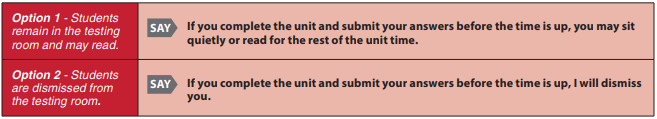 Option 1 - Students
remain in the testing
room and may read.
SAY
If you complete the unit and submit your answers before the time is up, you may sit
quietly or read for the rest of the unit time.
Option 2 - Students
are dismissed from
the testing room.
SAY
If you complete the unit and submit your answers before the time is up, I will dismiss
you.